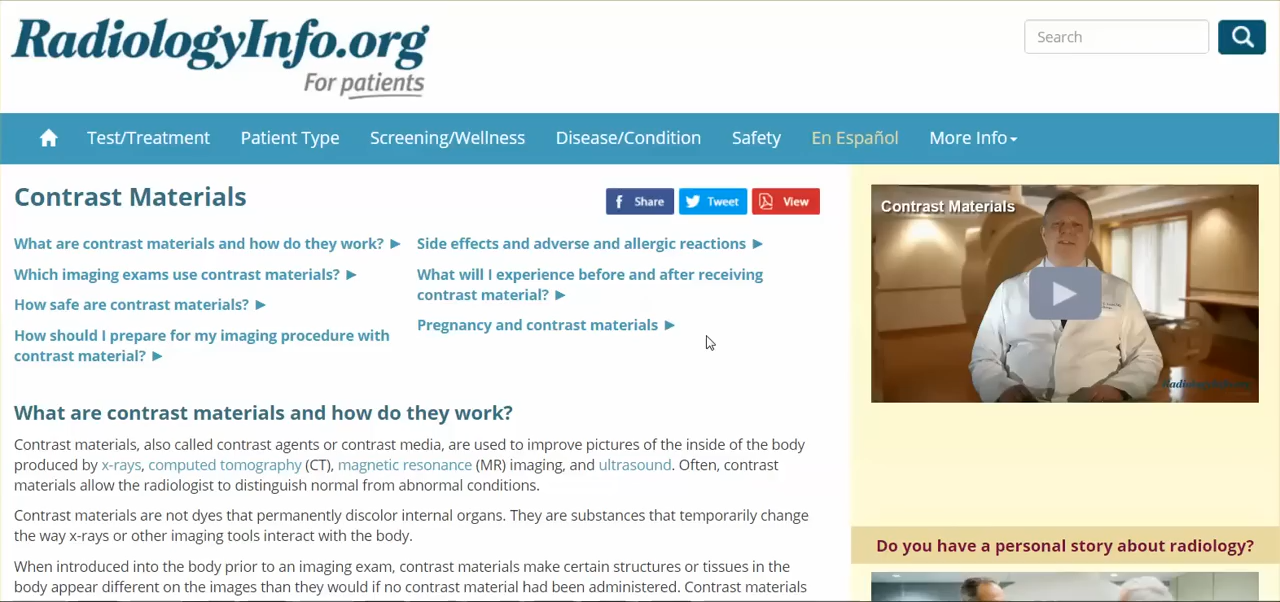 RadiologyInfo.org
For patients
Search
Test/Treatment Patient Type Screening/Wellness Disease/Condition Safety En Español More Info
Contrast Materials
Share Tweet View
What are contrast materials and how do they work? ►
Which imaging exams use contrast materials? ►
How safe are contrast materials? ►
How should I prepare for my imaging procedure with
contrast material? ►
Side effects and adverse and allergic reactions ►
What will I experience before and after receiving
contrast material? ►
Pregnancy and contrast materials ►
What are contrast materials and how do they work?
Contrast materials, also called contrast agents or contrast media, are used to improve pictures of the inside of the body
produced by x-rays, computed tomography (CT), magnetic resonance (MR) imaging, and ultrasound. Often, contrast
materials allow the radiologist to distinguish normal from abnormal conditions.
Contrast materials are not dyes that permanently discolor internal organs. They are substances that temporarily change
the way x-rays or other imaging tools interact with the body.
When introduced into the body prior to an imaging exam, contrast materials make certain structures or tissues in the
body appear different on the images than they would if no contrast material had been administered. Contrast materials
Contrast Materials
RadiologyInfo.org
Do you have a personal story about radiology?